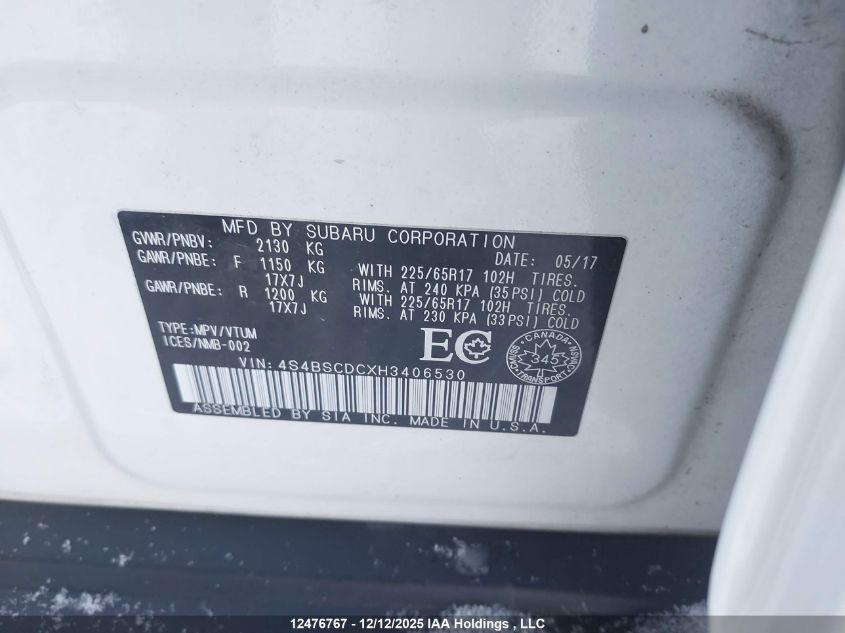 MFD BY SUBARU CORPORATION
GVWR/PNBV: 2130 KG DATE: 05/17
GAWR/PNBE: F 1150 KG WITH 225/65R17 102H TIRES.
17X7J RIMS. AT 240 KPA (35PSI) COLD
GAWR/PNBE: R 1200 KG WITH 225/65R17 102H TIRES.
17X7J RIMS. AT 230 KPA (33PSI) COLD
TYPE:MPV/VTUM
ICES/NMB-002
EC
CANADA
CMVSS 345 NSVAC
TRANSPORT
VIN: 4S4BSCDCXH3406530
ASSEMBLED BY SIA INC. MADE IN U.S.A.
12476767 - 12/12/2025 IAA Holdings , LLC